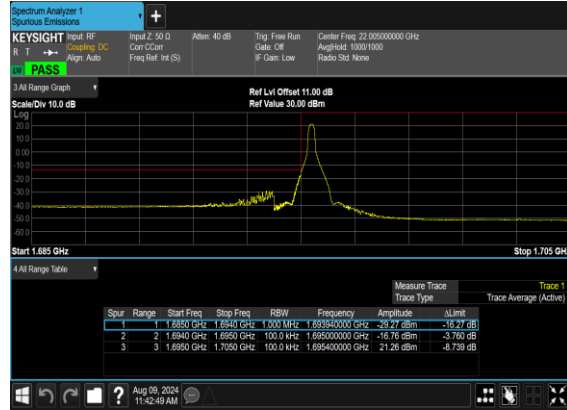 Spectrum Analyzer 1
Spurious Emissions
+
KEYSIGHT Input: RF Input Z: 50 Ω Atten: 40 dB Trig: Free Run Center Freq: 22.005000000 GHz
R T Coupling: DC Corr CCorr Gate: Off Avg|Hold: 1000/1000
Align: Auto Freq Ref: Int (S) IF Gain: Low Radio Std: None
PASS
3 All Range Graph
Ref Lvl Offset 11.00 dB
Scale/Div 10.0 dB Ref Value 30.00 dBm
Log
20.0
10.0
0.00
-10.0
-20.0
-30.0
-40.0
-50.0
-60.0
Start 1.685 GHz Stop 1.705 GH
4 All Range Table
Measure Trace Trace 1
Trace Type Trace Average (Active)
Spur Range Start Freq Stop Freq RBW Frequency Amplitude ΔLimit
1 1 1.6850 GHz 1.6940 GHz 1.000 MHz 1.693940000 GHz -29.27 dBm -16.27 dB
2 2 1.6940 GHz 1.6950 GHz 100.0 kHz 1.695000000 GHz -16.76 dBm -3.760 dB
3 3 1.6950 GHz 1.7050 GHz 100.0 kHz 1.695400000 GHz 21.26 dBm -8.739 dB
? Aug 09, 2024
11:42:49 AM